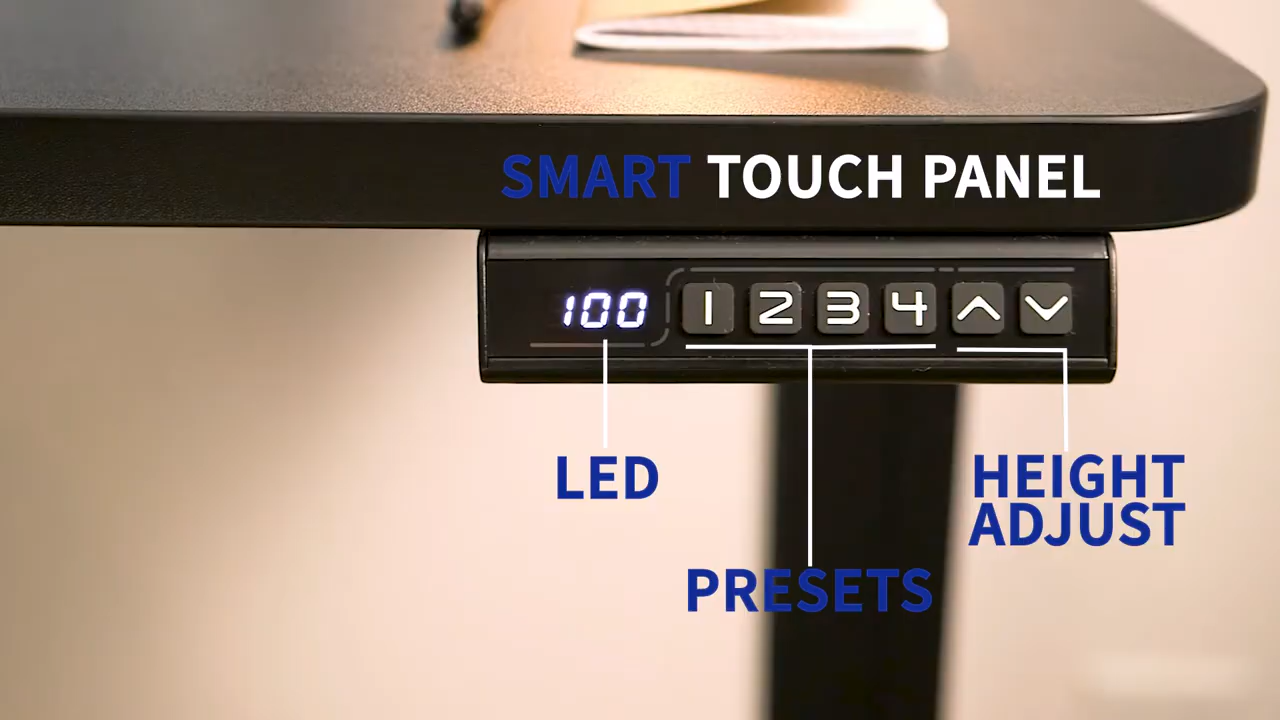 SMART TOUCH PANEL
100 1 2 3 4
LED
HEIGHT
ADJUST
PRESETS